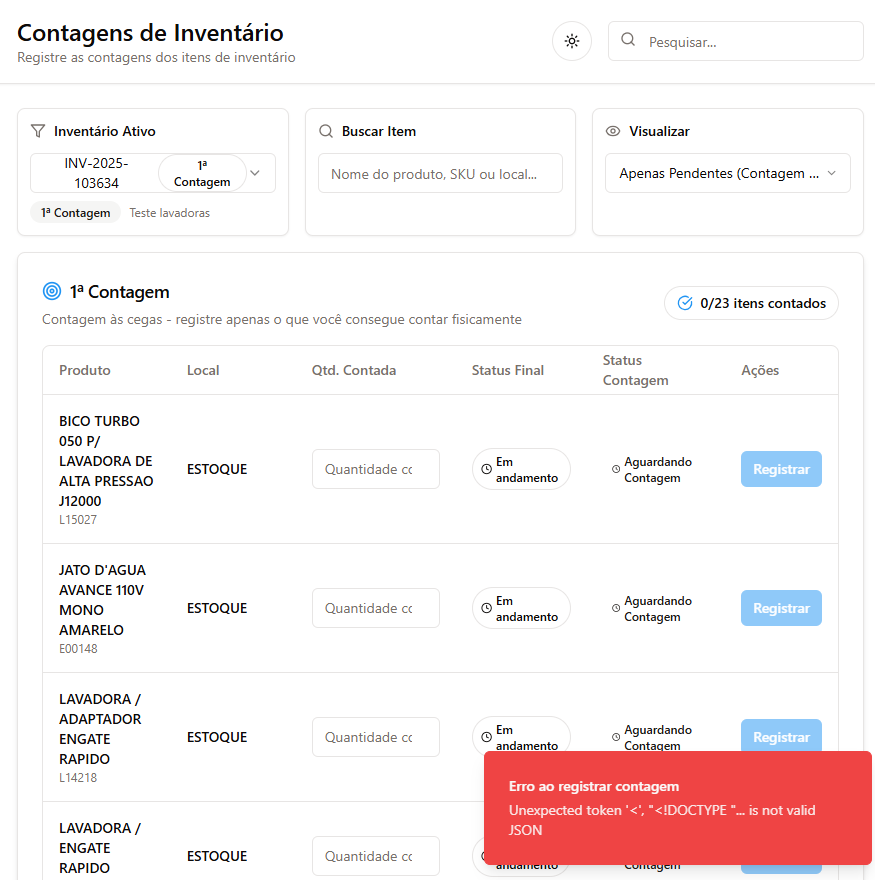 Contagens de Inventário
Registre as contagens dos itens de inventário
Pesquisar...
Inventário Ativo
INV-2025-
103634
1ª
Contagem
1ª Contagem
Teste lavadoras
Buscar Item
Nome do produto, SKU ou local...
Visualizar
Apenas Pendentes (Contagem ...
1ª Contagem
Contagem às cegas - registre apenas o que você consegue contar fisicamente
0/23 itens contados
Produto
Local
Qtd. Contada
Status Final
Status
Contagem
Ações
BICO TURBO
050 P/
LAVADORA DE
ALTA PRESSAO
J12000
L15027
ESTOQUE
Quantidade cc
Em
andamento
Aguardando
Contagem
Registrar
JATO D'AGUA
AVANCE 110V
MONO
AMARELO
E00148
ESTOQUE
Quantidade cc
Em
andamento
Aguardando
Contagem
Registrar
LAVADORA /
ADAPTADOR
ENGATE
RAPIDO
L14218
ESTOQUE
Quantidade cc
Em
andamento
Aguardando
Contagem
Registrar
LAVADORA /
ENGATE
RAPIDO
ESTOQUE
Quantidade cc
andamento
Contagem
Erro ao registrar contagem
Unexpected token '<', "<!DOCTYPE "... is not valid
JSON